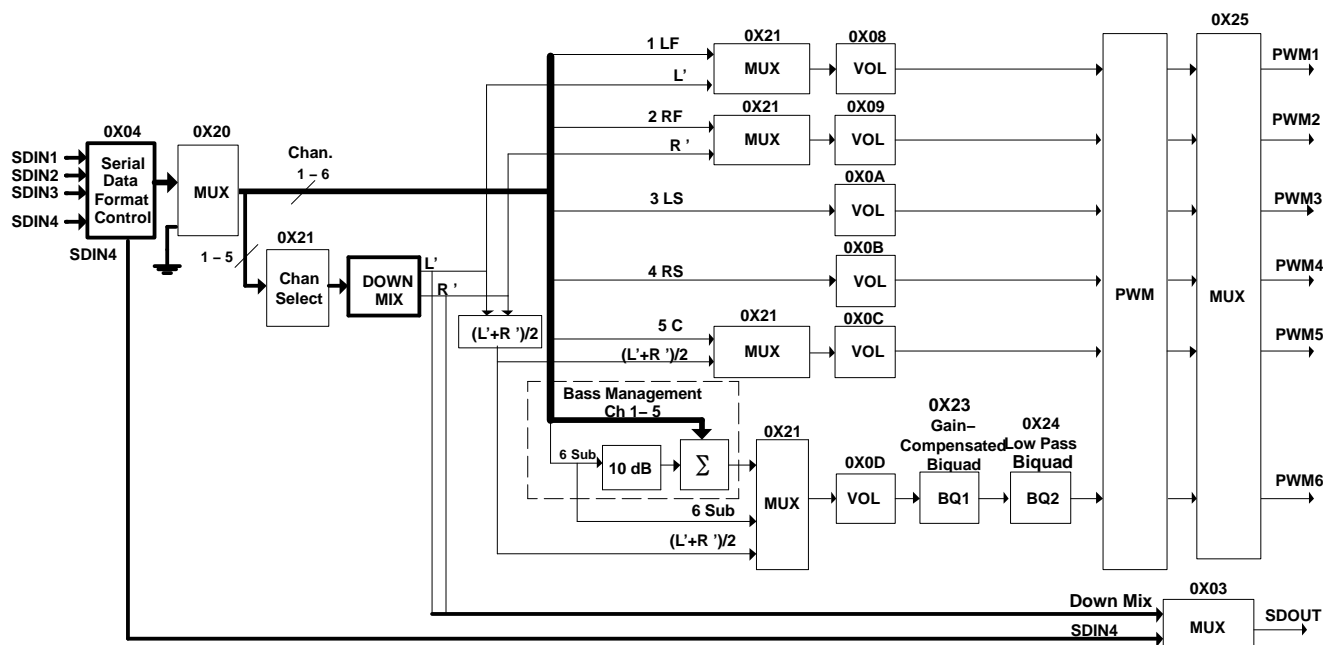 0X04
SDIN1
SDIN2
SDIN3
SDIN4
Serial
Data
Format
Control
SDIN4
0X20
MUX
Chan.
1 – 6
1 – 5
0X21
Chan
Select
DOWN
MIX
L'
R '
(L'+R ')/2
1 LF
L'
0X21
MUX
0X08
VOL
2 RF
R '
0X21
MUX
0X09
VOL
3 LS
0X0A
VOL
4 RS
0X0B
VOL
5 C
(L'+R ')/2
0X21
MUX
0X0C
VOL
Bass Management
Ch 1– 5
6 Sub
10 dB
Σ
6 Sub
(L'+R ')/2
0X21
MUX
0X0D
VOL
0X23
Gain–
Compensated
Biquad
BQ1
0X24
Low Pass
Biquad
BQ2
PWM
0X25
MUX
PWM1
PWM2
PWM3
PWM4
PWM5
PWM6
Down Mix
SDIN4
0X03
MUX
SDOUT